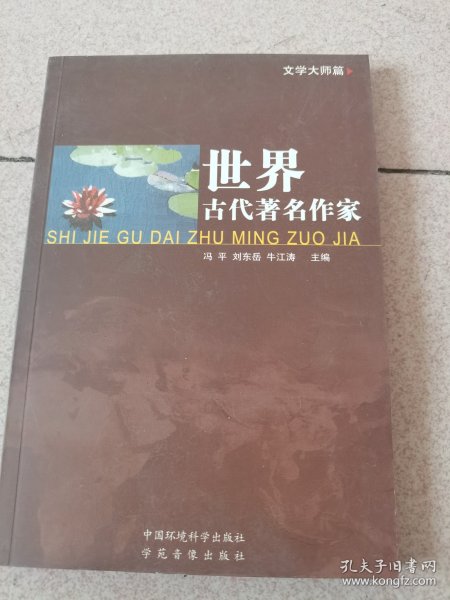 文学大师篇
世界
古代著名作家
SHI JIE GU DAI ZHU MING ZUO JIA
冯 平 刘东岳 牛江涛 主编
中国环境科学出版社
学苑音像出版社
孔夫子旧书网
www.kongfz.com